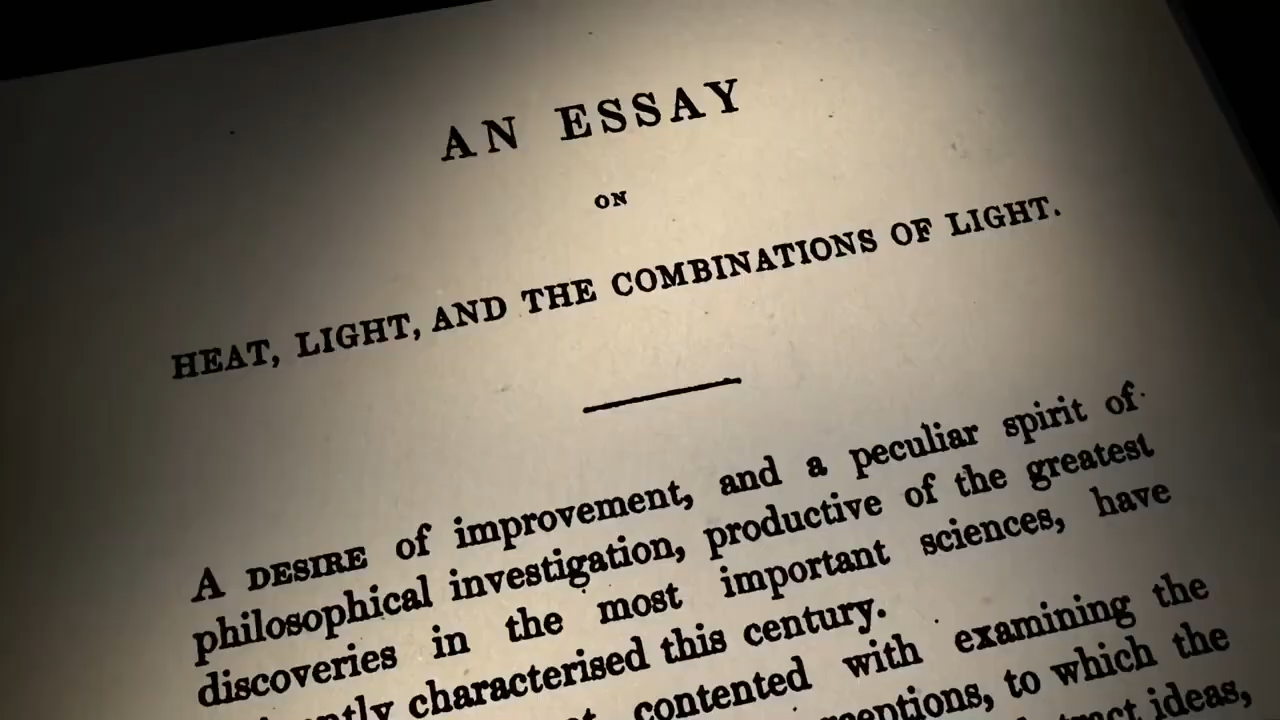 AN ESSAY
ON
HEAT, LIGHT, AND THE COMBINATIONS OF LIGHT.
A DESIRE of improvement, and a peculiar spirit of
philosophical investigation, productive of the greatest
discoveries in the most important sciences, have
characterised this century.
contented with examining the
to which the
ideas,